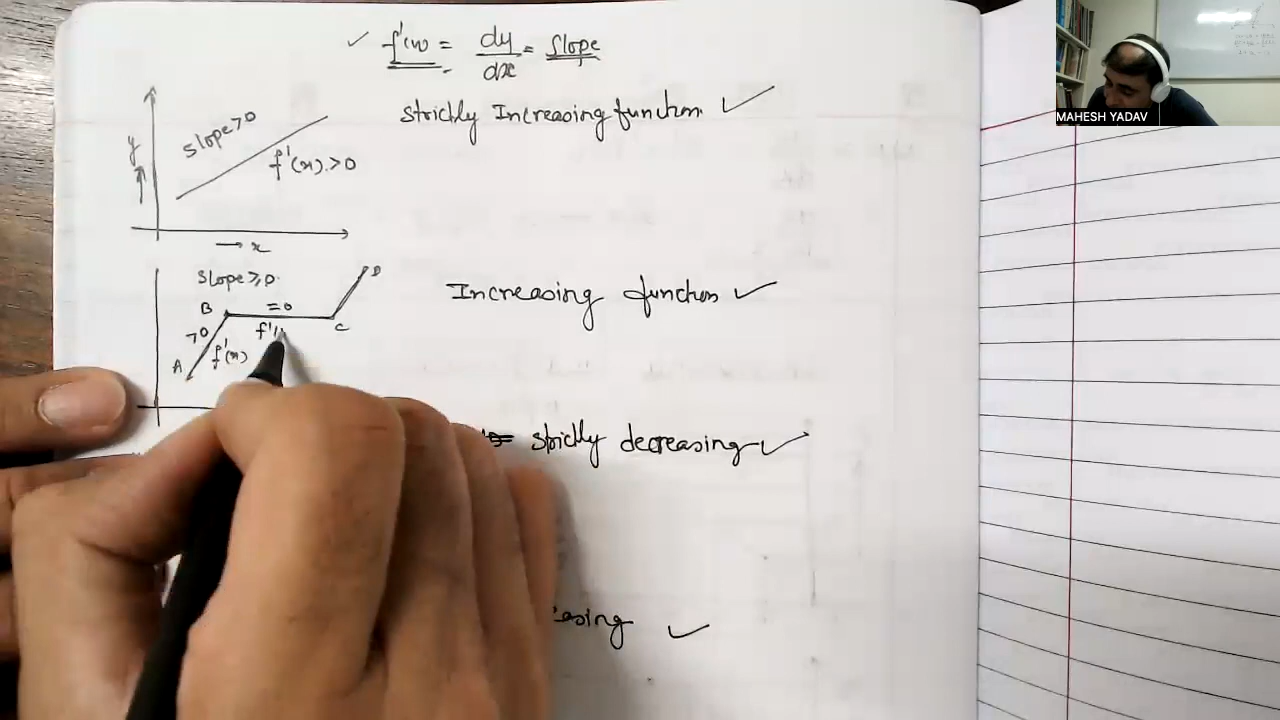 ✓ f'(x) = dy/dx = Slope
Strictly Increasing function ✓
slope>0
f'(x).>0
y
→ x
Slope ≥ 0
Increasing function ✓
B =0 D
>0 f'( C
A f'(x)
strictly decreasing ✓
easing ✓
MAHESH YADAV